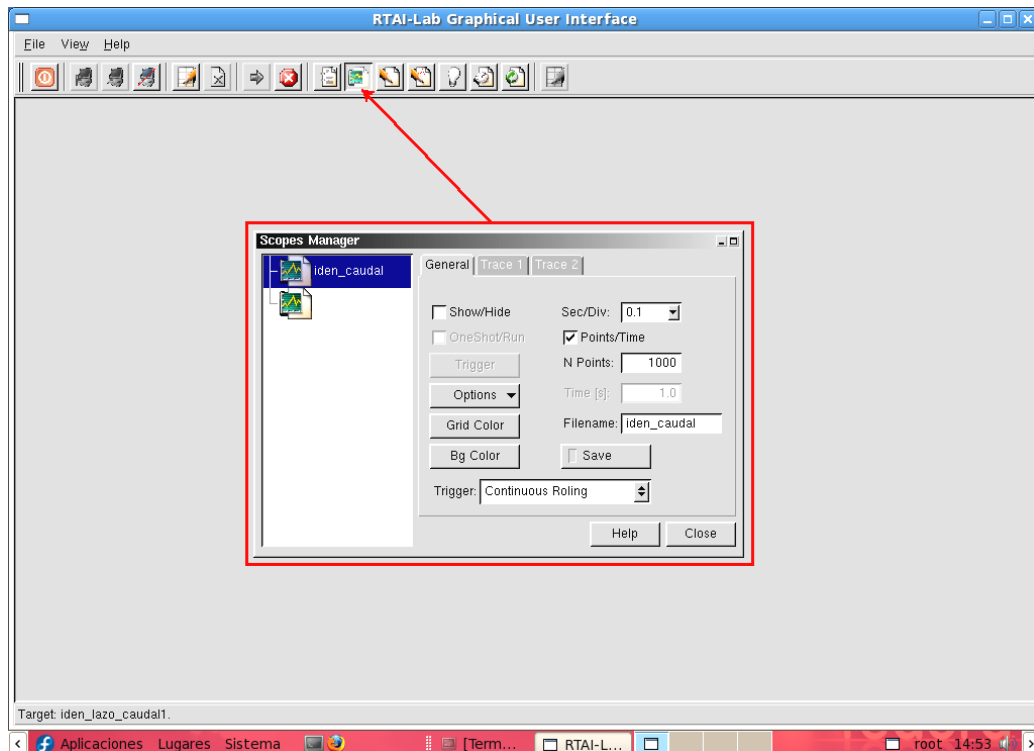 RTAI-Lab Graphical User Interface
File View Help
Scopes Manager
iden_caudal
General Trace 1 Trace 2
Show/Hide Sec/Div: 0.1
OneShot/Run Points/Time
Trigger N Points: 1000
Options Time [s]: 1.0
Grid Color Filename: iden_caudal
Bg Color Save
Trigger: Continuous Roling
Help Close
Target: iden_lazo_caudal1.
Aplicaciones Lugares Sistema [Term... RTAI-L... root 14:53